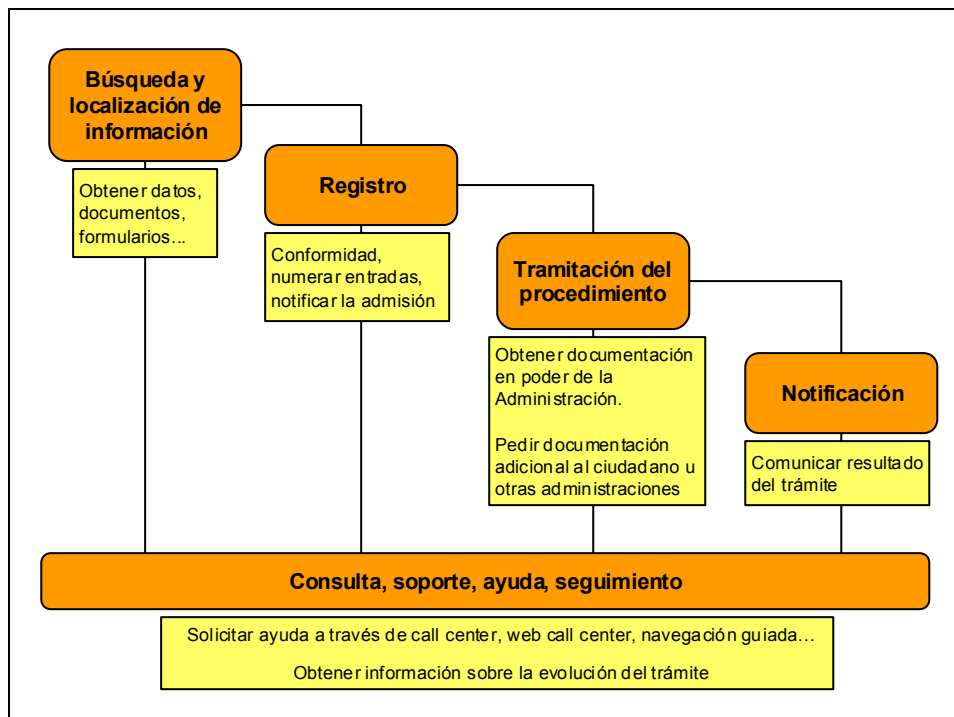 Búsqueda y
localización de
información
Obtener datos,
documentos,
formularios...
Registro
Conformidad,
numerar entradas,
notificar la admisión
Tramitación del
procedimiento
Obtener documentación
en poder de la
Administración.
Pedir documentación
adicional al ciudadano u
otras administraciones
Notificación
Comunicar resultado
del trámite
Consulta, soporte, ayuda, seguimiento
Solicitar ayuda a través de call center, web call center, navegación guiada…
Obtener información sobre la evolución del trámite